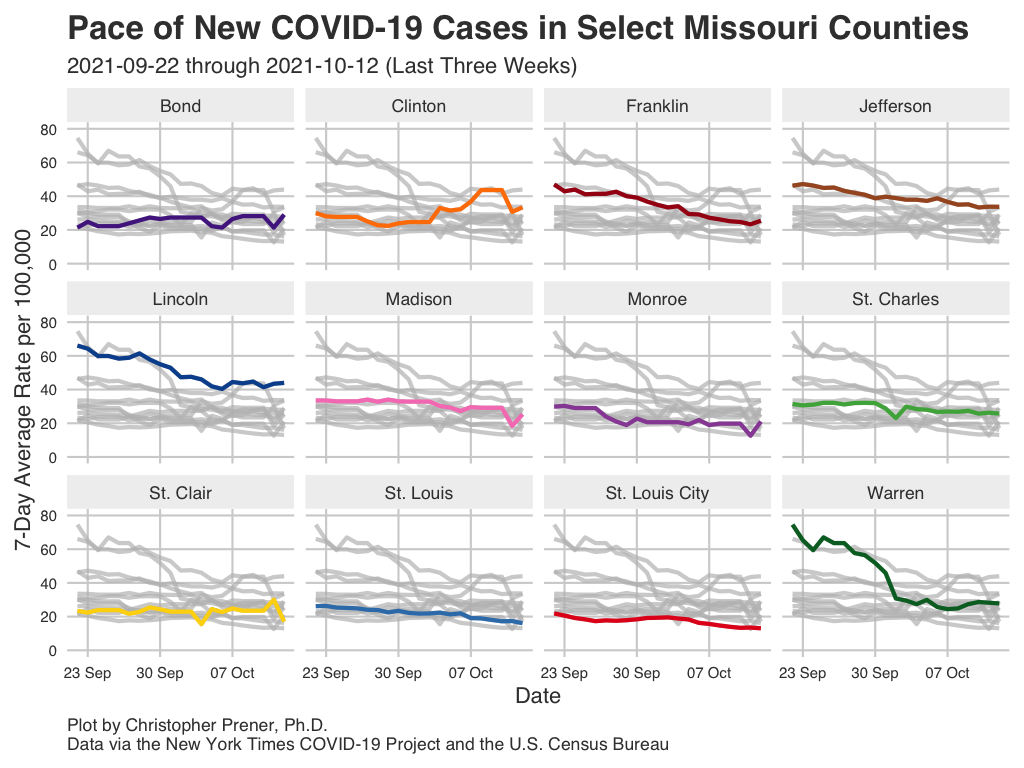 Pace of New COVID-19 Cases in Select Missouri Counties
2021-09-22 through 2021-10-12 (Last Three Weeks)
Bond
Clinton
Franklin
Jefferson
80
60
40
20
0
Lincoln
Madison
Monroe
St. Charles
80
60
40
20
0
St. Clair
St. Louis
St. Louis City
Warren
80
60
40
20
0
7-Day Average Rate per 100,000
23 Sep
30 Sep
07 Oct
23 Sep
30 Sep
07 Oct
23 Sep
30 Sep
07 Oct
23 Sep
30 Sep
07 Oct
Date
Plot by Christopher Prener, Ph.D.
Data via the New York Times COVID-19 Project and the U.S. Census Bureau